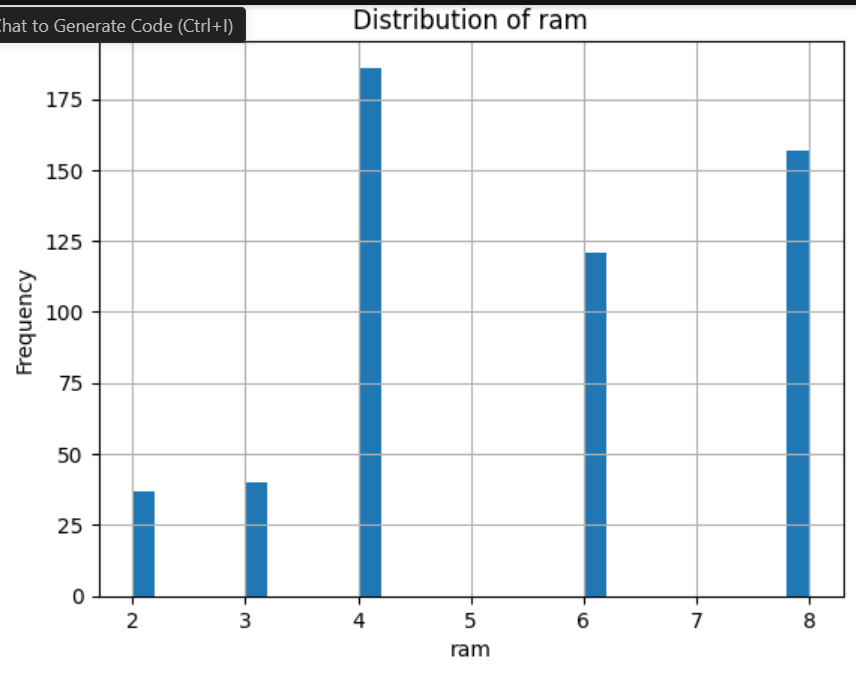 Distribution of ram
hat to Generate Code (Ctrl+I)
175
150
125
100
75
50
25
0
Frequency
2 3 4 5 6 7 8
ram